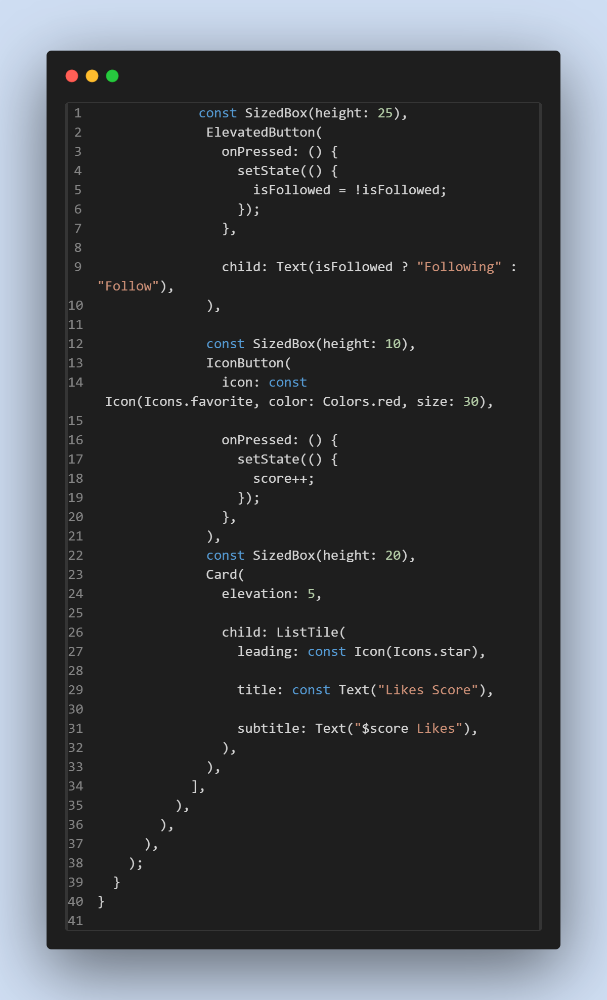 1               const SizedBox(height: 25),
2                ElevatedButton(
3                  onPressed: () {
4                    setState(() {
5                      isFollowed = !isFollowed;
6                    });
7                  },
8
9                  child: Text(isFollowed ? "Following" :
"Follow"),
10                ),
11
12                const SizedBox(height: 10),
13                IconButton(
14                  icon: const
 Icon(Icons.favorite, color: Colors.red, size: 30),
15
16                  onPressed: () {
17                    setState(() {
18                      score++;
19                    });
20                  },
21                ),
22                const SizedBox(height: 20),
23                Card(
24                  elevation: 5,
25
26                  child: ListTile(
27                    leading: const Icon(Icons.star),
28
29                    title: const Text("Likes Score"),
30
31                    subtitle: Text("$score Likes"),
32                  ),
33                ),
34              ],
35            ),
36          ),
37        ),
38      );
39    }
40  }
41